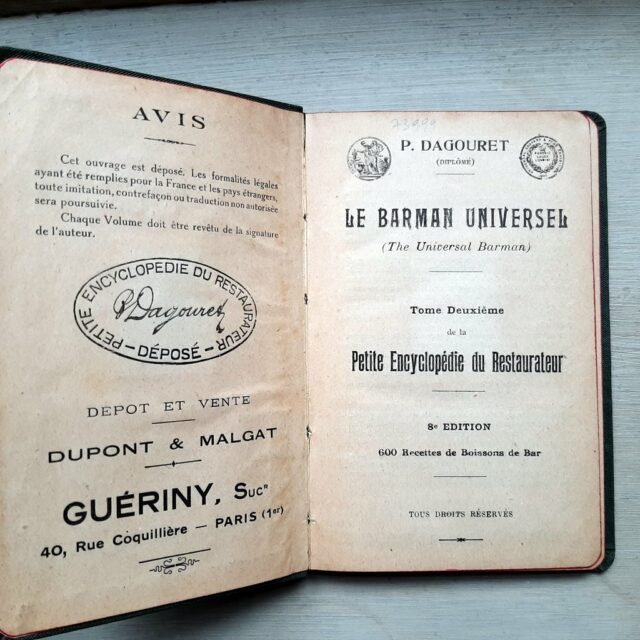 AVIS
Cet ouvrage est déposé. Les formalités légales
ayant été remplies pour la France et les pays étrangers,
toute imitation, contrefaçon ou traduction non autorisée
sera poursuivie.
Chaque Volume doit être revêtu de la signature
de l'auteur.
PETITE ENCYCLOPEDIE DU RESTAURATEUR
P. Dagouret
— DÉPOSÉ —
DEPOT ET VENTE
DUPONT & MALGAT
GUÉRINY, Sucʳ
40, Rue Coquillière — PARIS (1er)
73999
P. DAGOURET
(DIPLÔMÉ)
LE BARMAN UNIVERSEL
(The Universal Barman)
Tome Deuxième
de la
Petite Encyclopédie du Restaurateur
8e EDITION
600 Recettes de Boissons de Bar
TOUS DROITS RÉSERVÉS